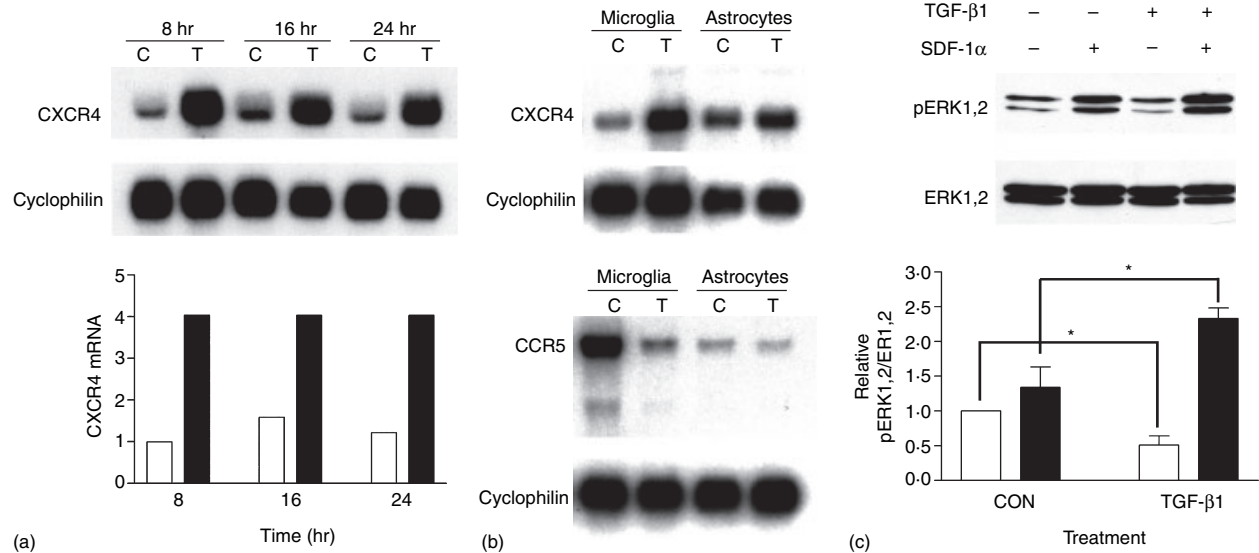 8 hr 16 hr 24 hr
C T C T C T
CXCR4
Cyclophilin
5
4
3
2
1
0
CXCR4 mRNA
8 16 24
Time (hr)
(a)
Microglia Astrocytes
C T C T
CXCR4
Cyclophilin
Microglia Astrocytes
C T C T
CCR5
Cyclophilin
(b)
TGF-β1 – – + +
SDF-1α – + – +
pERK1,2
ERK1,2
3·0
2·5
2·0
1·5
1·0
0·5
0·0
Relative
pERK1,2/ER1,2
* *
CON TGF-β1
Treatment
(c)